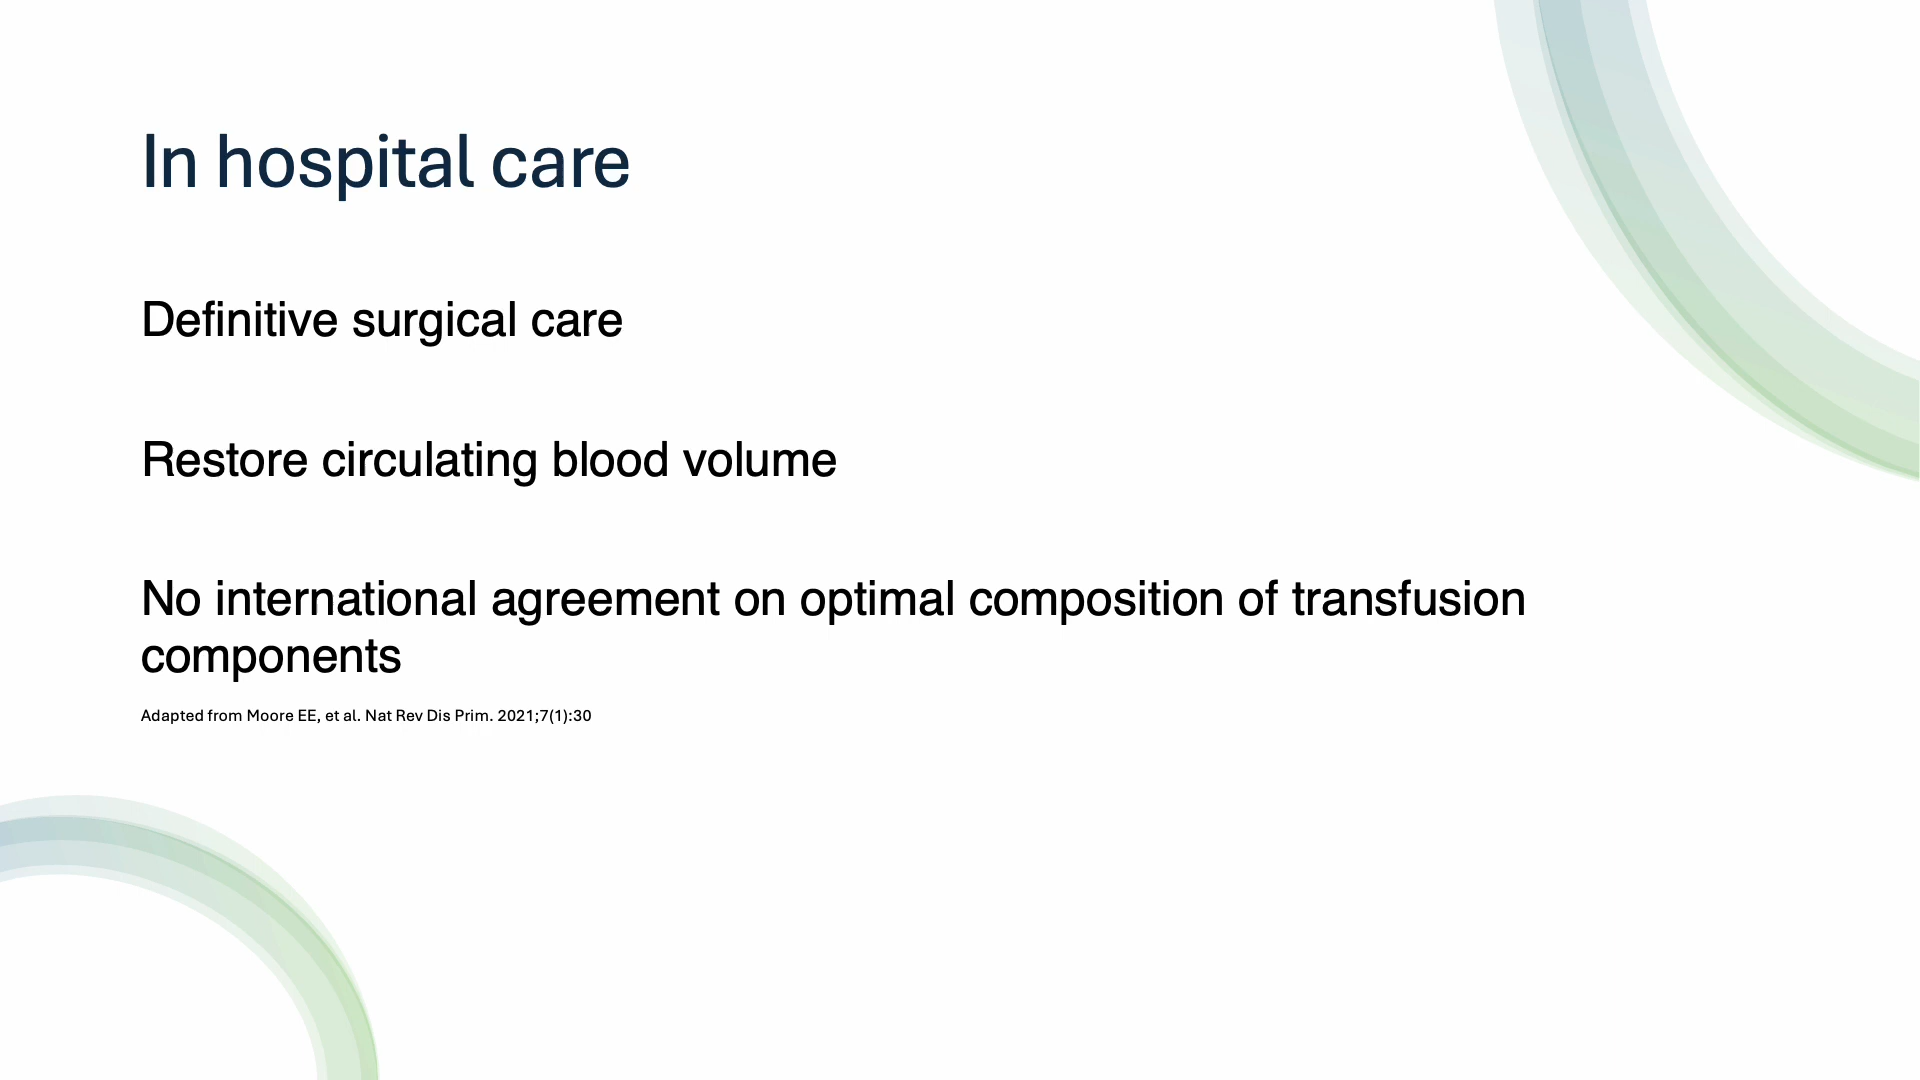 In hospital care
Definitive surgical care
Restore circulating blood volume
No international agreement on optimal composition of transfusion
components
Adapted from Moore EE, et al. Nat Rev Dis Prim. 2021;7(1):30